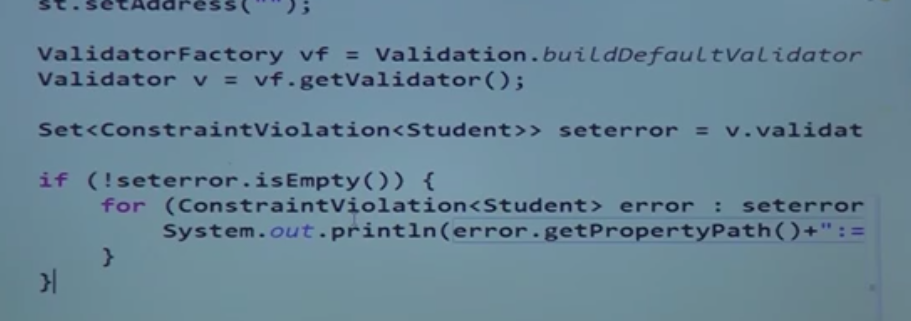 st.setAddress("");
ValidatorFactory vf = Validation.buildDefaultValidator
Validator v = vf.getValidator();
Set<ConstraintViolation<Student>> seterror = v.validat
if (!seterror.isEmpty()) {
for (ConstraintViolation<Student> error : seterror
System.out.println(error.getPropertyPath()+":=
}
}